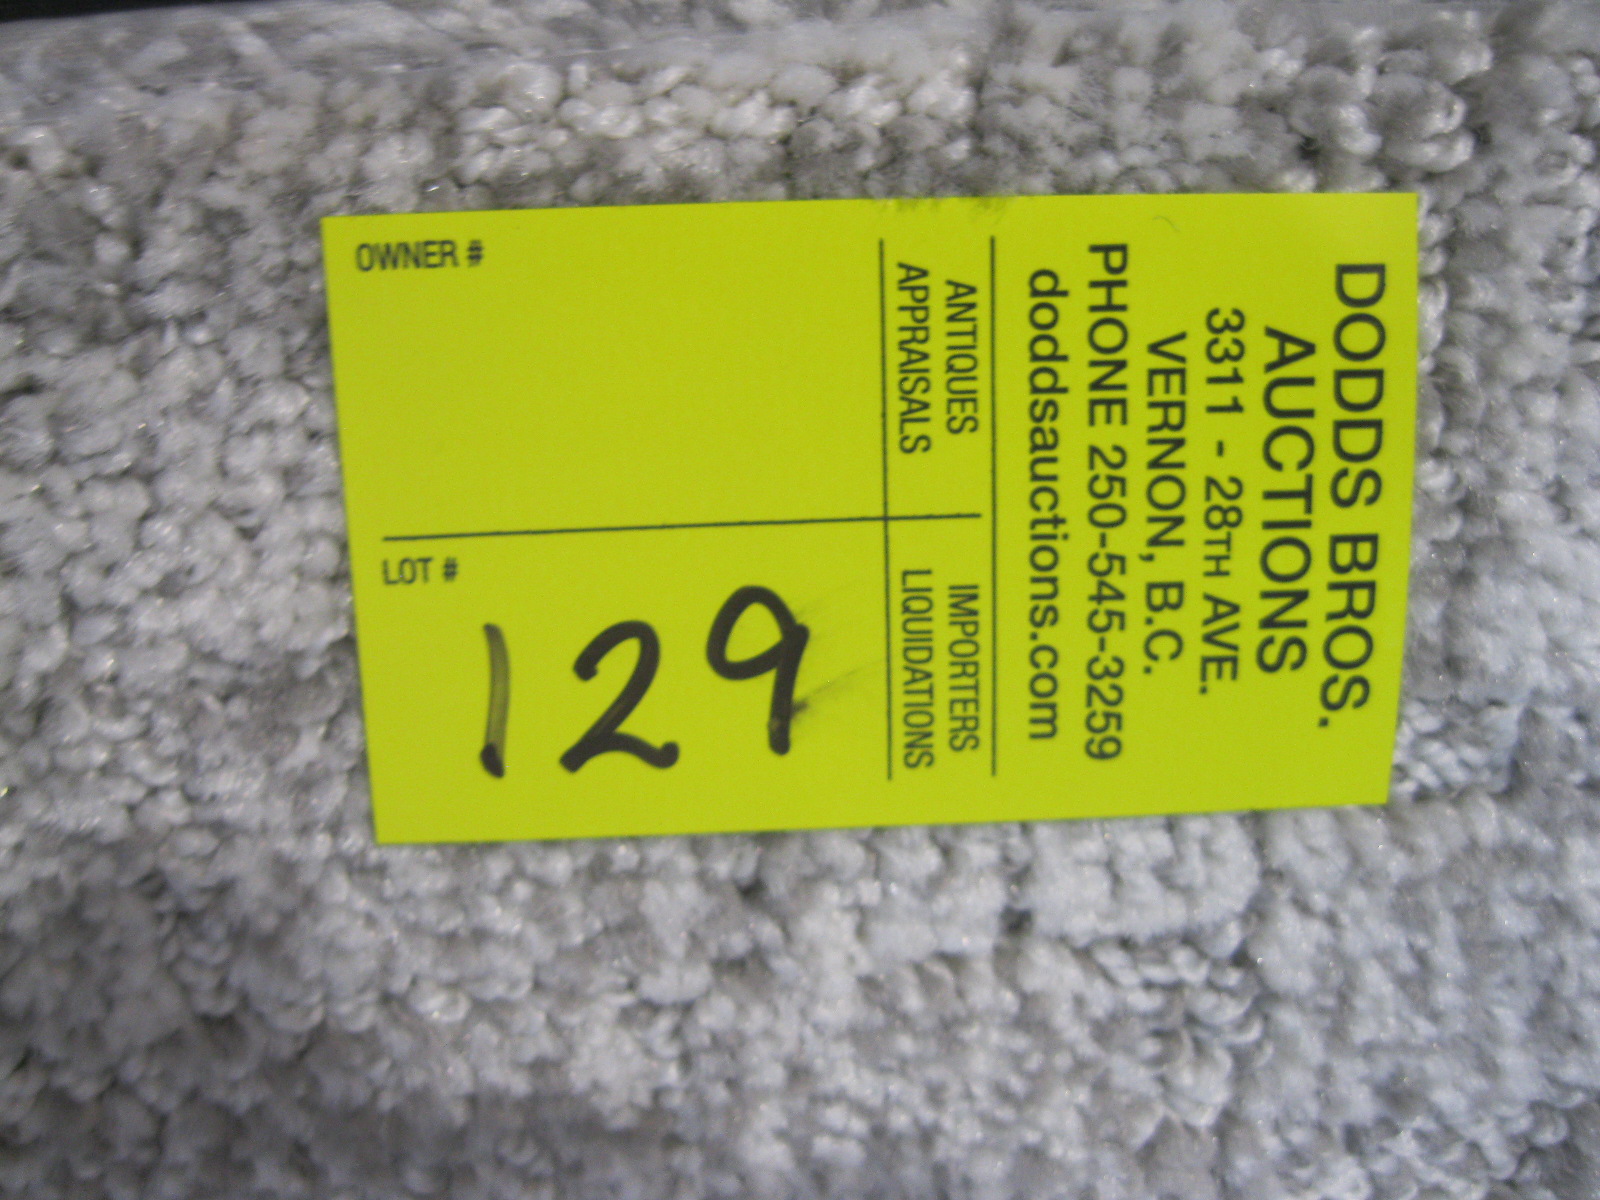 DODDS BROS.
AUCTIONS
3311 - 28TH AVE.
VERNON, B.C.
PHONE 250-545-3259
doddsauctions.com
ANTIQUES
APPRAISALS
IMPORTERS
LIQUIDATIONS
OWNER #
LOT #
129